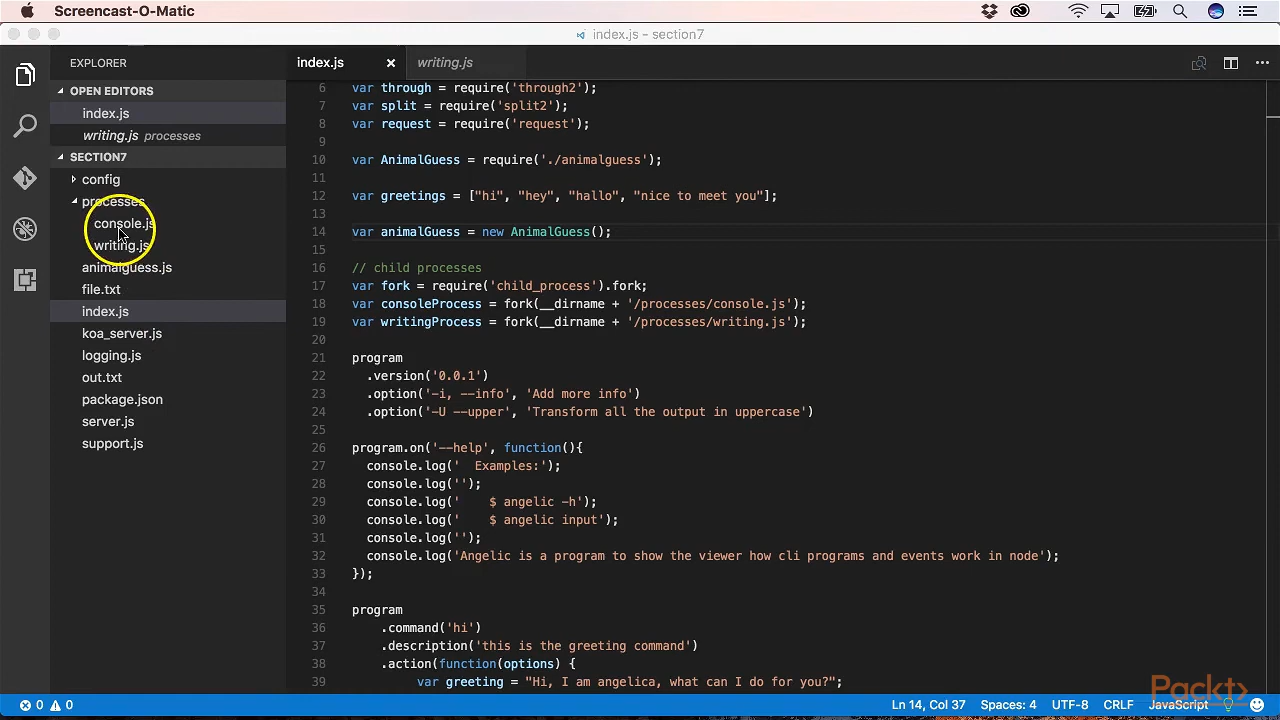 Screencast-O-Matic
index.js — section7
EXPLORER
OPEN EDITORS
index.js
writing.js processes
SECTION7
config
processes
console.js
writing.js
animalguess.js
file.txt
index.js
koa_server.js
logging.js
out.txt
package.json
server.js
support.js
index.js
writing.js
6 var through = require('through2');
7 var split = require('split2');
8 var request = require('request');
9
10 var AnimalGuess = require('./animalguess');
11
12 var greetings = ["hi", "hey", "hallo", "nice to meet you"];
13
14 var animalGuess = new AnimalGuess();
15
16 // child processes
17 var fork = require('child_process').fork;
18 var consoleProcess = fork(__dirname + '/processes/console.js');
19 var writingProcess = fork(__dirname + '/processes/writing.js');
20
21 program
22 .version('0.0.1')
23 .option('-i, --info', 'Add more info')
24 .option('-U --upper', 'Transform all the output in uppercase')
25
26 program.on('--help', function(){
27 console.log('  Examples:');
28 console.log('');
29 console.log('    $ angelic -h');
30 console.log('    $ angelic input');
31 console.log('');
32 console.log('Angelic is a program to show the viewer how cli programs and events work in node');
33 });
34
35 program
36 .command('hi')
37 .description('this is the greeting command')
38 .action(function(options) {
39 var greeting = "Hi, I am angelica, what can I do for you?";
Packt>
0 0
Ln 14, Col 37 Spaces: 4 UTF-8 CRLF JavaScript